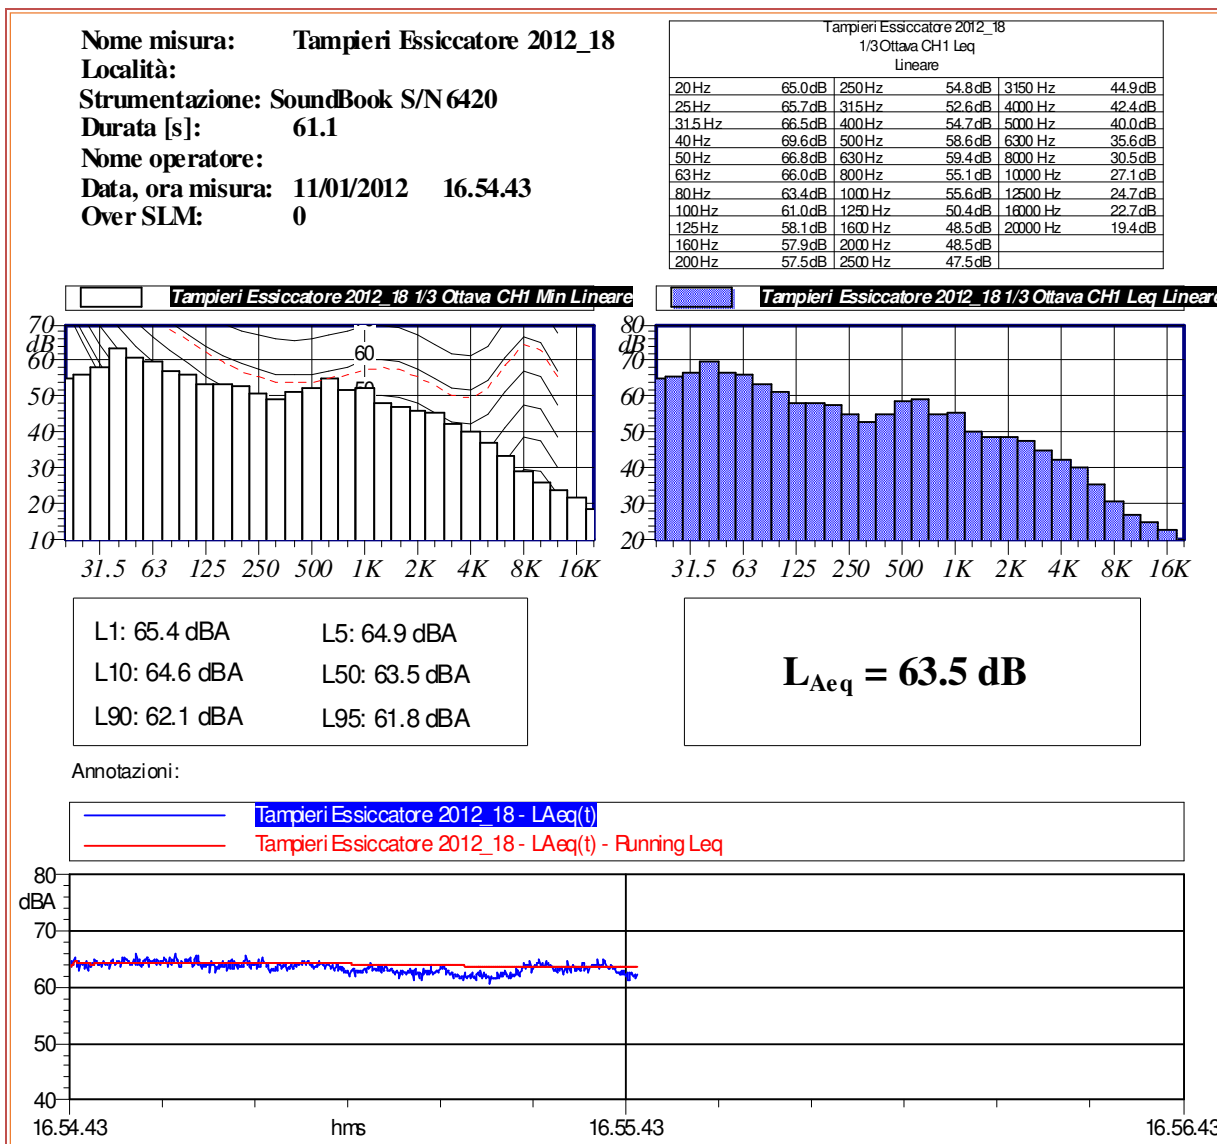 Nome misura: Tampieri Essiccatore 2012_18
Località:
Strumentazione: SoundBook S/N 6420
Durata [s]: 61.1
Nome operatore:
Data, ora misura: 11/01/2012 16.54.43
Over SLM: 0
Tampieri Essiccatore 2012_18
1/3 Ottava CH1 Leq
Lineare
20 Hz 65.0 dB 250 Hz 54.8 dB 3150 Hz 44.9 dB
25 Hz 65.7 dB 315 Hz 52.6 dB 4000 Hz 42.4 dB
31.5 Hz 66.5 dB 400 Hz 54.7 dB 5000 Hz 40.0 dB
40 Hz 69.6 dB 500 Hz 58.6 dB 6300 Hz 35.6 dB
50 Hz 66.8 dB 630 Hz 59.4 dB 8000 Hz 30.5 dB
63 Hz 66.0 dB 800 Hz 55.1 dB 10000 Hz 27.1 dB
80 Hz 63.4 dB 1000 Hz 55.6 dB 12500 Hz 24.7 dB
100 Hz 61.0 dB 1250 Hz 50.4 dB 16000 Hz 22.7 dB
125 Hz 58.1 dB 1600 Hz 48.5 dB 20000 Hz 19.4 dB
160 Hz 57.9 dB 2000 Hz 48.5 dB
200 Hz 57.5 dB 2500 Hz 47.5 dB
Tampieri Essiccatore 2012_18 1/3 Ottava CH1 Min Lineare
70
dB
60
50
40
30
20
10
60
31.5 63 125 250 500 1K 2K 4K 8K 16K
Tampieri Essiccatore 2012_18 1/3 Ottava CH1 Leq Lineare
80
dB
70
60
50
40
30
20
31.5 63 125 250 500 1K 2K 4K 8K 16K
L1: 65.4 dBA L5: 64.9 dBA
L10: 64.6 dBA L50: 63.5 dBA
L90: 62.1 dBA L95: 61.8 dBA
LAeq = 63.5 dB
Annotazioni:
Tampieri Essiccatore 2012_18 - LAeq(t)
Tampieri Essiccatore 2012_18 - LAeq(t) - Running Leq
80
dBA
70
60
50
40
16.54.43 hms 16.55.43 16.56.43